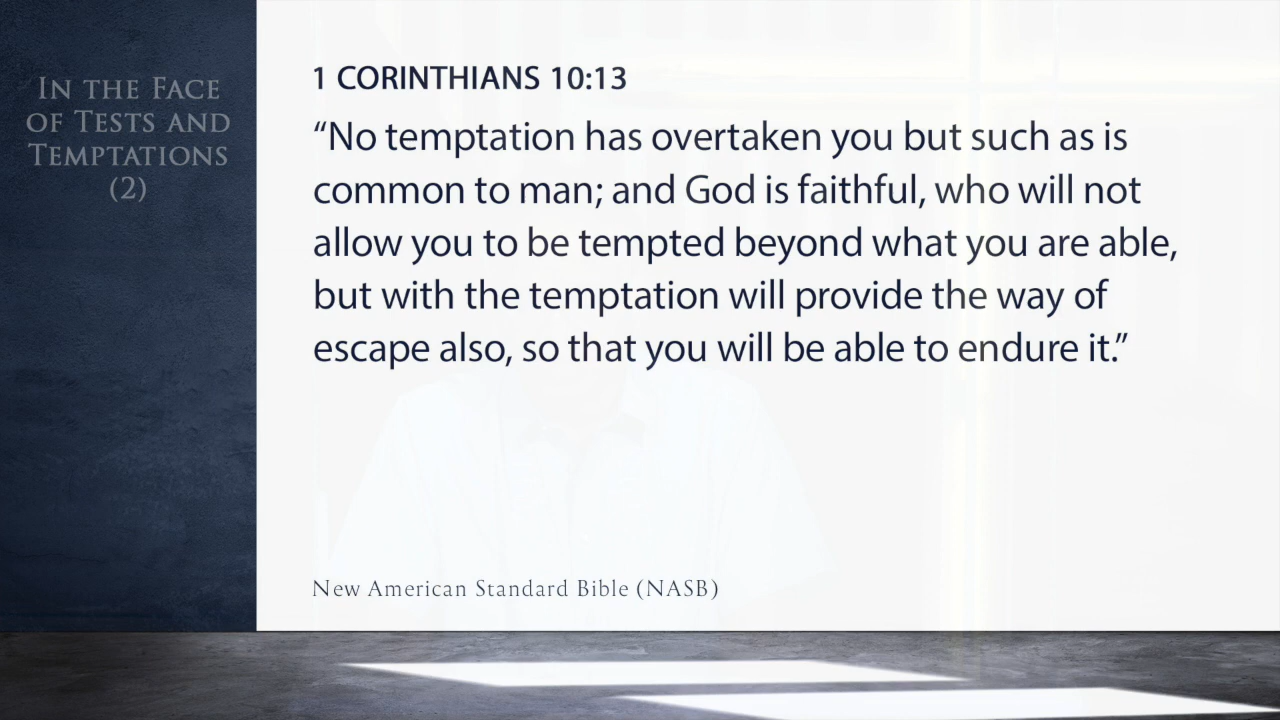 In the Face
of Tests and
Temptations
(2)
1 CORINTHIANS 10:13
“No temptation has overtaken you but such as is
common to man; and God is faithful, who will not
allow you to be tempted beyond what you are able,
but with the temptation will provide the way of
escape also, so that you will be able to endure it.”
New American Standard Bible (NASB)